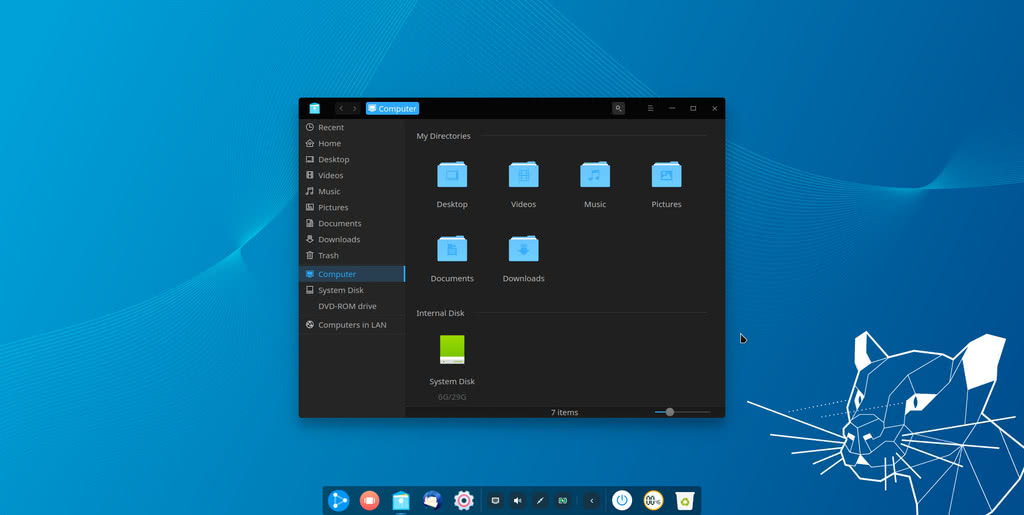 Computer
Recent
Home
Desktop
Videos
Music
Pictures
Documents
Downloads
Trash
Computer
System Disk
DVD-ROM drive
Computers in LAN
My Directories
Desktop
Videos
Music
Pictures
Documents
Downloads
Internal Disk
System Disk
6G/29G
7 items